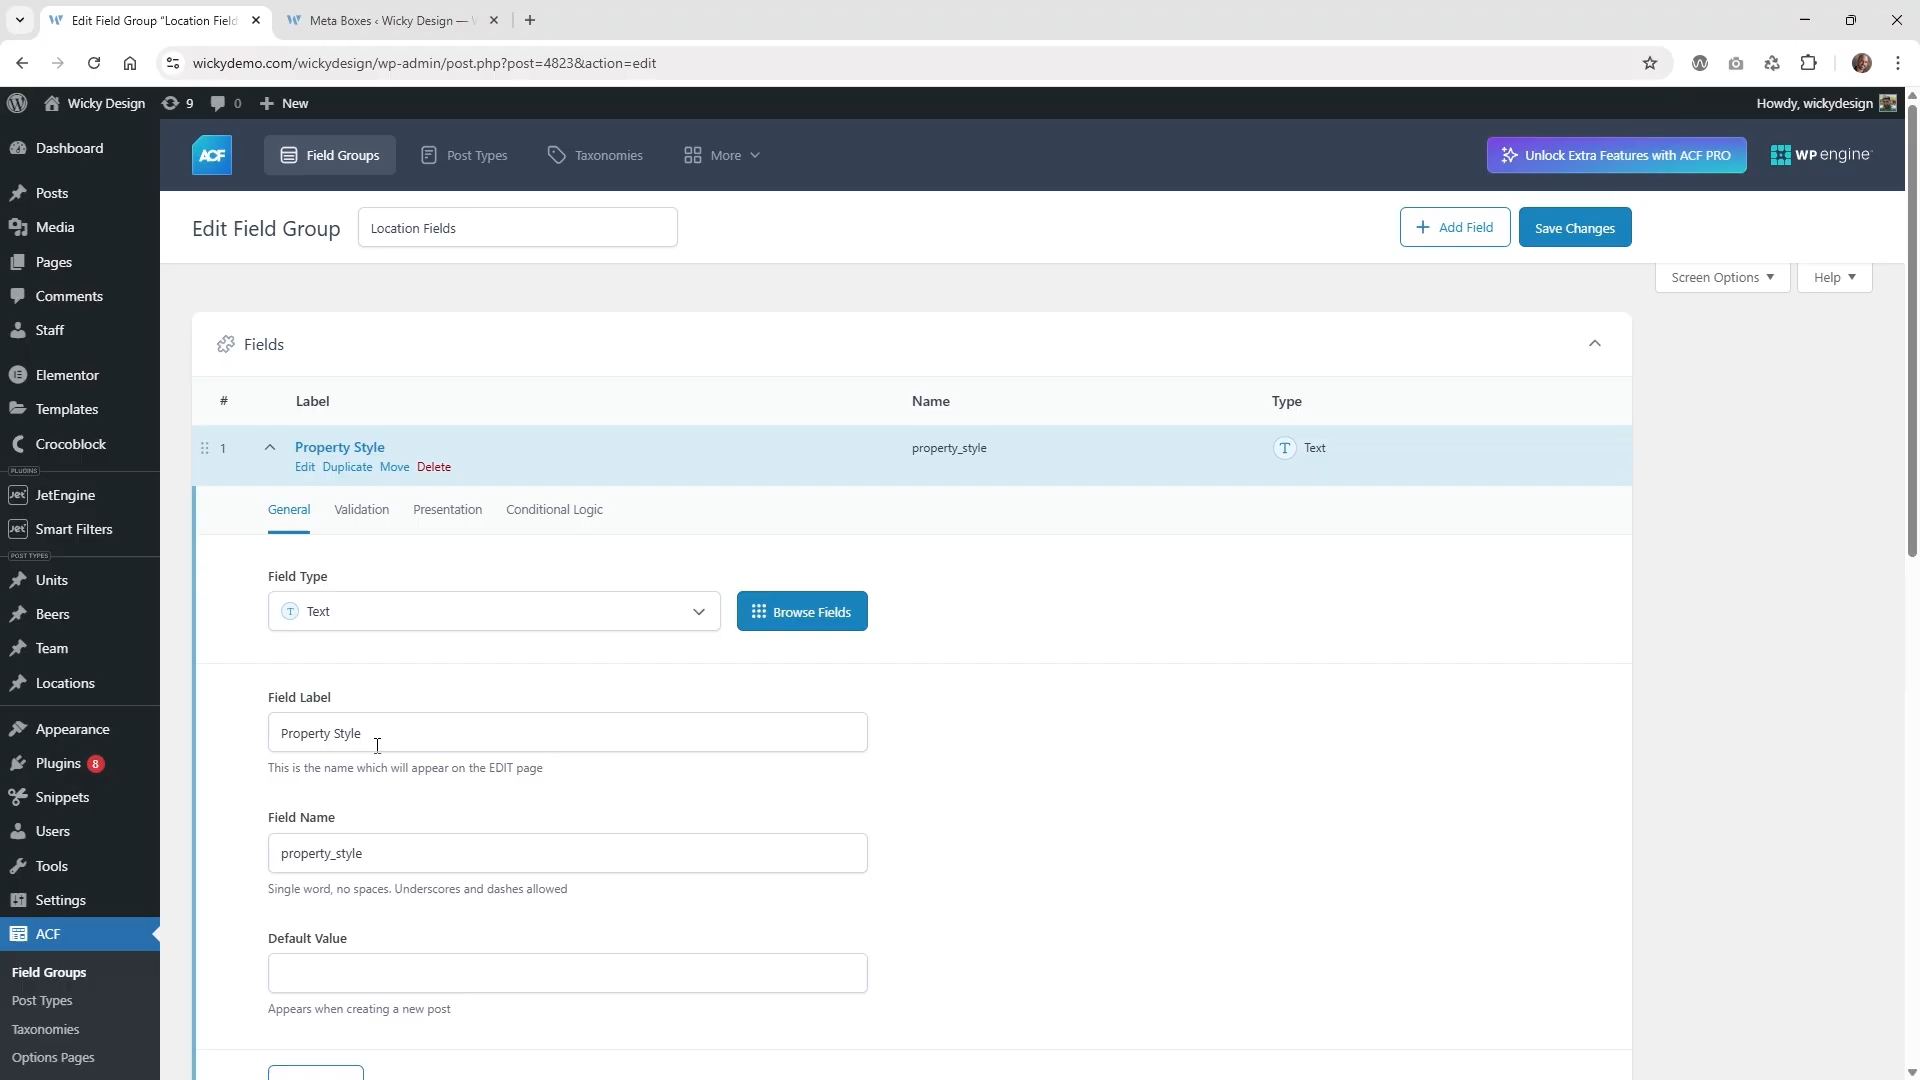 Edit Field Group "Location Field
Meta Boxes ‹ Wicky Design —
wickydemo.com/wickydesign/wp-admin/post.php?post=4823&action=edit
Wicky Design
9
0
New
Howdy, wickydesign
Dashboard
Posts
Media
Pages
Comments
Staff
Elementor
Templates
Crocoblock
PLUGINS
Jet
JetEngine
Jet
Smart Filters
POST TYPES
Units
Beers
Team
Locations
Appearance
Plugins 8
Snippets
Users
Tools
Settings
ACF
Field Groups
Post Types
Taxonomies
Options Pages
ACF
Field Groups
Post Types
Taxonomies
More
Unlock Extra Features with ACF PRO
WP engine
Edit Field Group
Location Fields
Add Field
Save Changes
Screen Options
Help
Fields
# Label Name Type
1 Property Style property_style T Text
Edit Duplicate Move Delete
General Validation Presentation Conditional Logic
Field Type
T Text
Browse Fields
Field Label
Property Style
This is the name which will appear on the EDIT page
Field Name
property_style
Single word, no spaces. Underscores and dashes allowed
Default Value
Appears when creating a new post